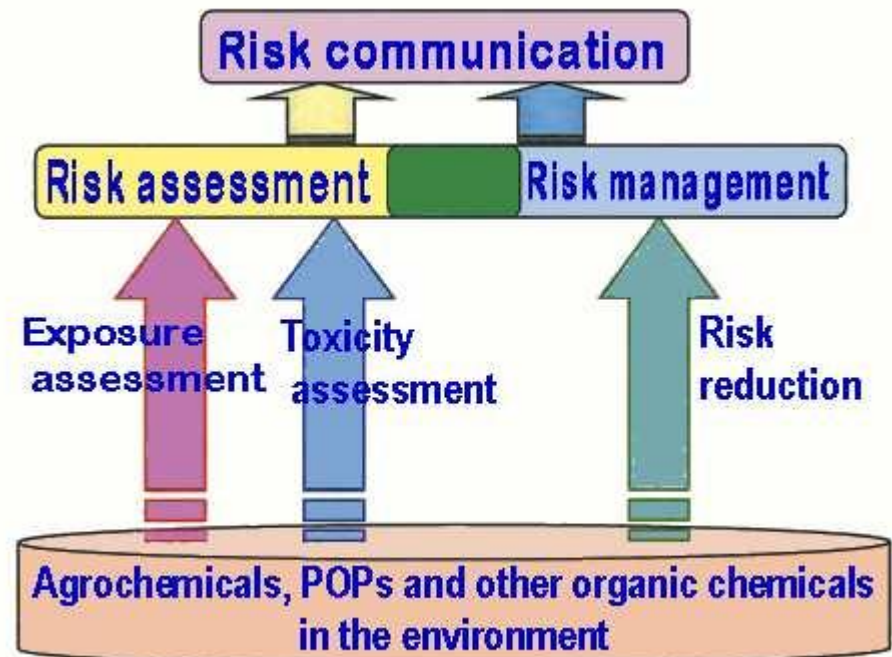 Risk communication
Risk assessment
Risk management
Exposure
assessment
Toxicity
assessment
Risk
reduction
Agrochemicals, POPs and other organic chemicals
in the environment